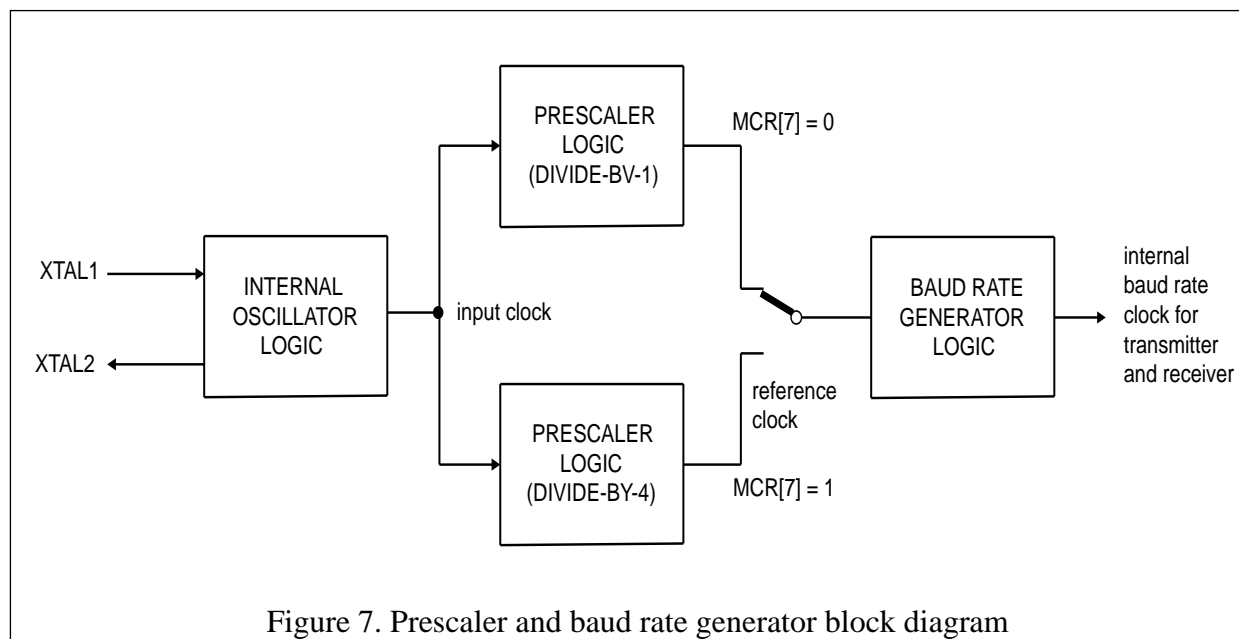 XTAL1
XTAL2
INTERNAL
OSCILLATOR
LOGIC
input clock
PRESCALER
LOGIC
(DIVIDE-BV-1)
MCR[7] = 0
PRESCALER
LOGIC
(DIVIDE-BY-4)
MCR[7] = 1
reference
clock
BAUD RATE
GENERATOR
LOGIC
internal
baud rate
clock for
transmitter
and receiver
Figure 7. Prescaler and baud rate generator block diagram